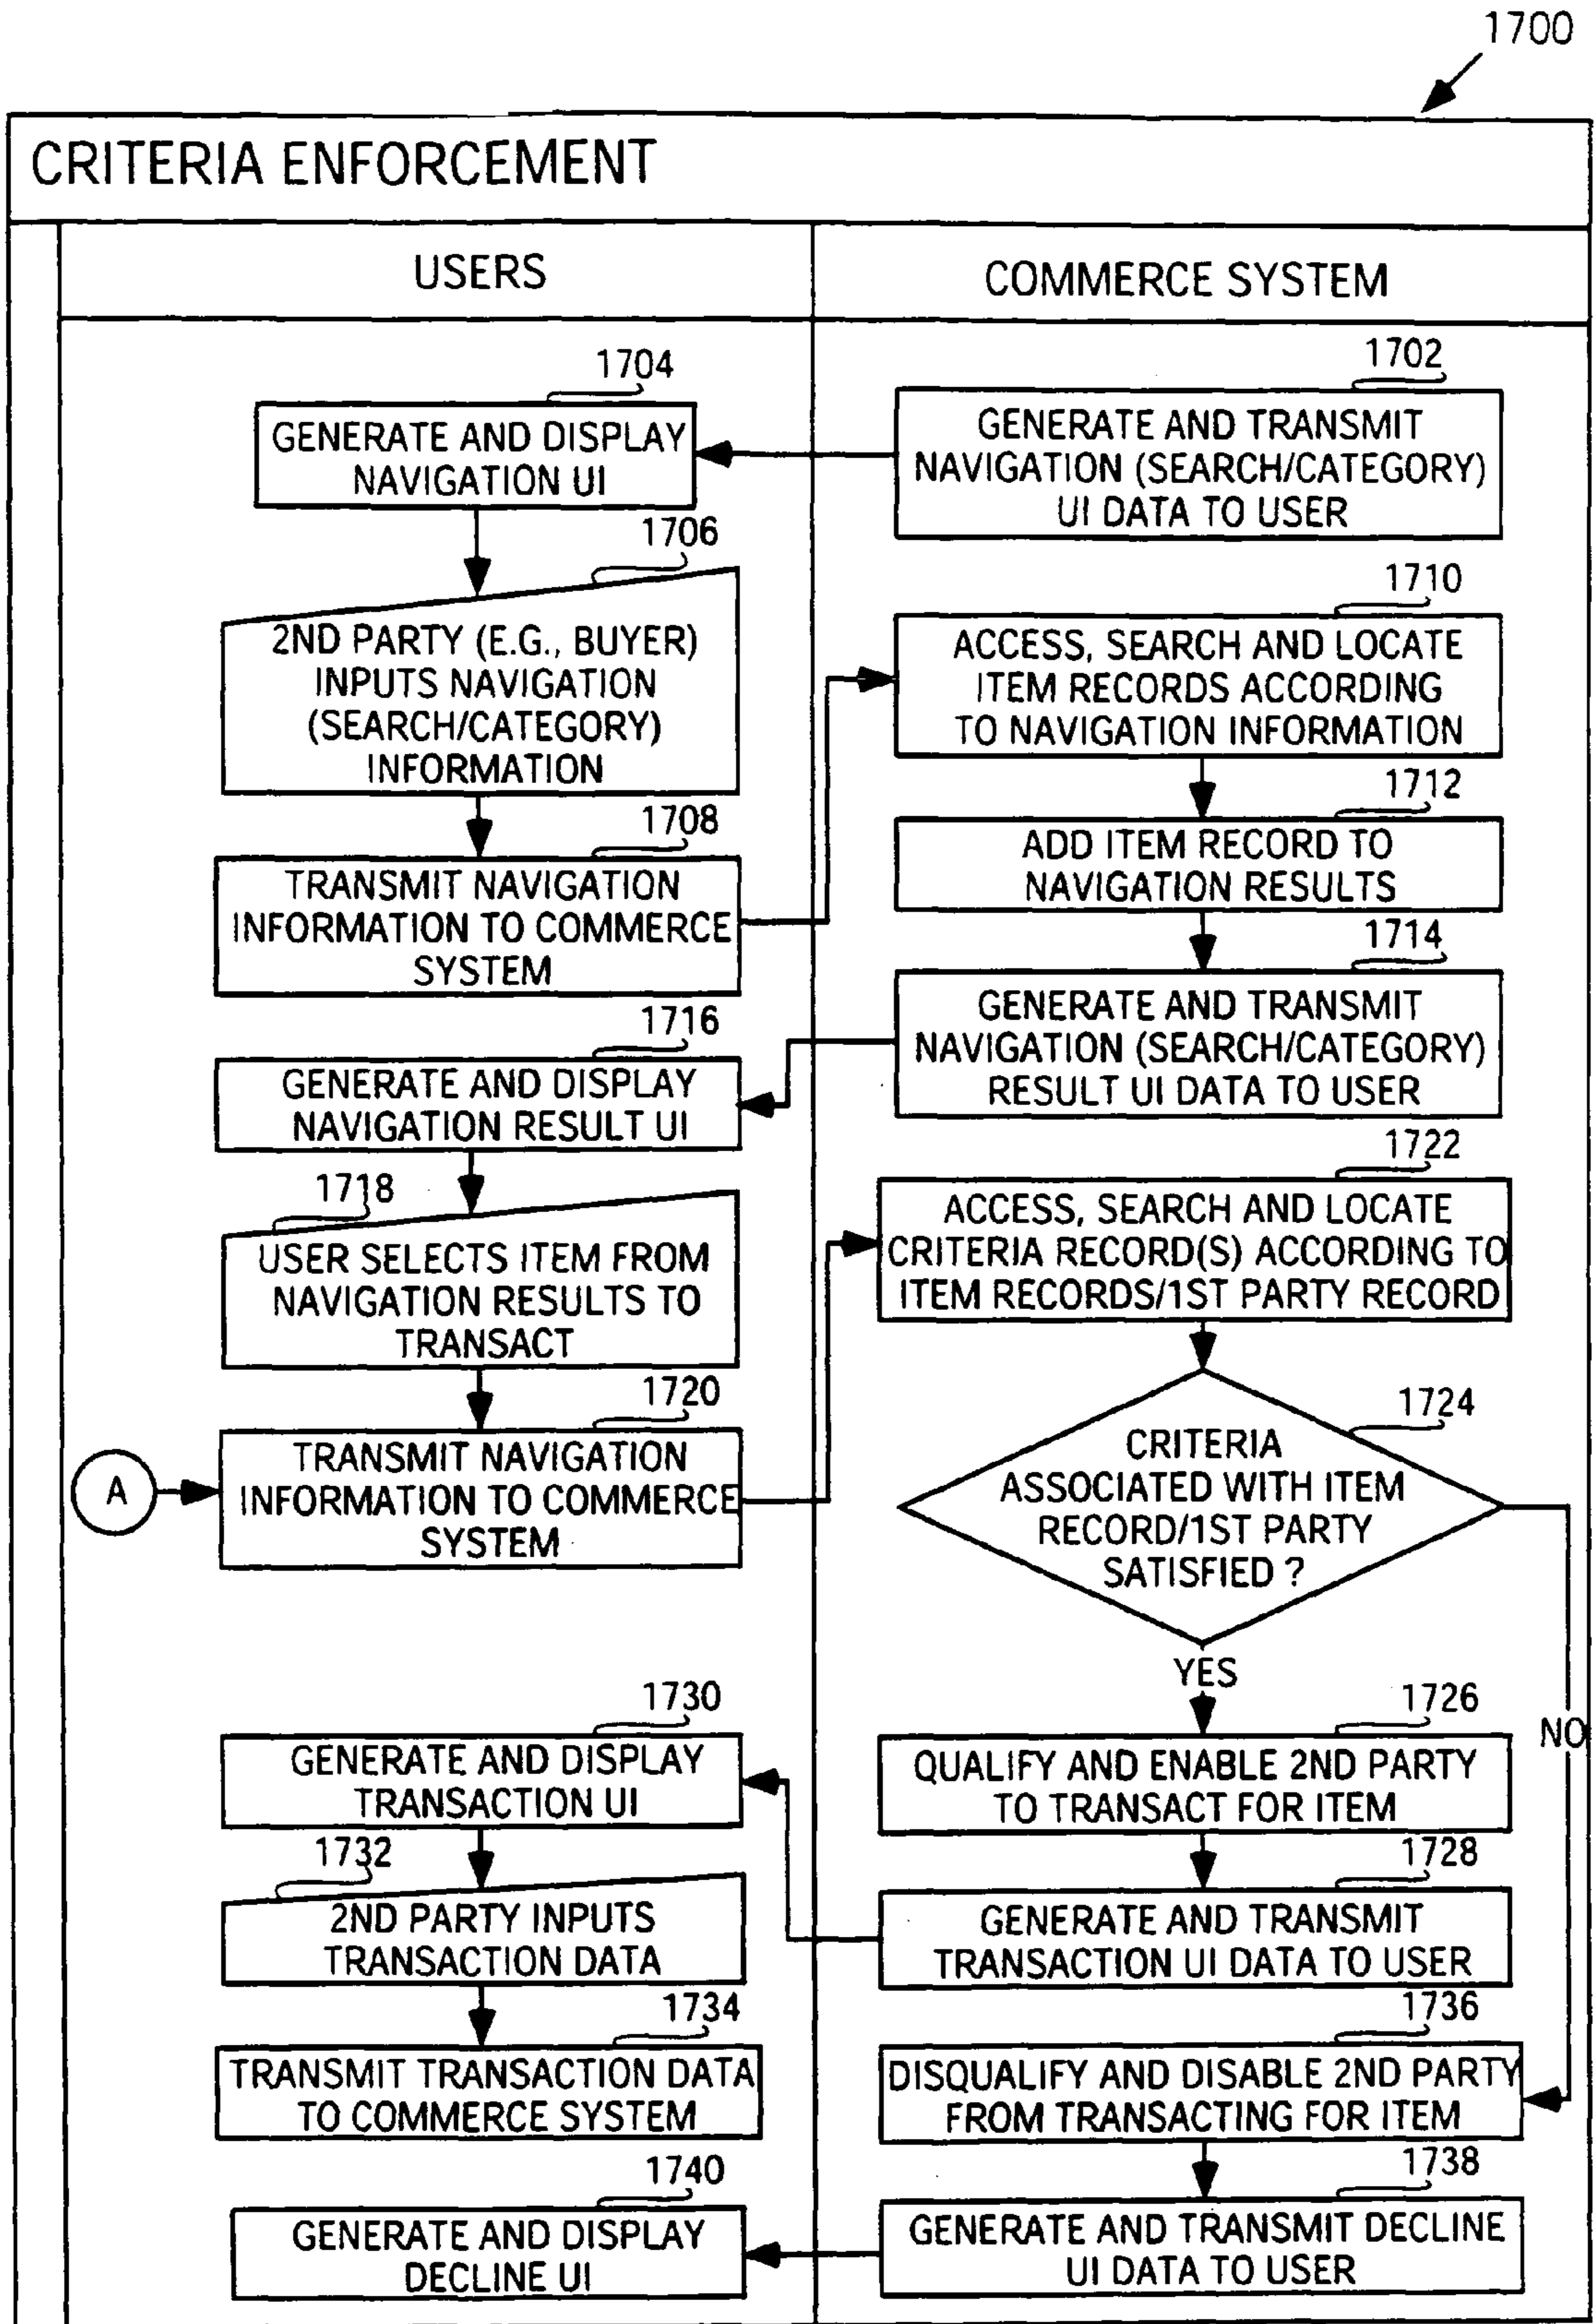 1700
CRITERIA ENFORCEMENT
USERS
COMMERCE SYSTEM
1704
GENERATE AND DISPLAY
NAVIGATION UI
1702
GENERATE AND TRANSMIT
NAVIGATION (SEARCH/CATEGORY)
UI DATA TO USER
1706
2ND PARTY (E.G., BUYER)
INPUTS NAVIGATION
(SEARCH/CATEGORY)
INFORMATION
1708
TRANSMIT NAVIGATION
INFORMATION TO COMMERCE
SYSTEM
1710
ACCESS, SEARCH AND LOCATE
ITEM RECORDS ACCORDING
TO NAVIGATION INFORMATION
1712
ADD ITEM RECORD TO
NAVIGATION RESULTS
1714
GENERATE AND TRANSMIT
NAVIGATION (SEARCH/CATEGORY)
RESULT UI DATA TO USER
1716
GENERATE AND DISPLAY
NAVIGATION RESULT UI
1718
USER SELECTS ITEM FROM
NAVIGATION RESULTS TO
TRANSACT
1720
A
TRANSMIT NAVIGATION
INFORMATION TO COMMERCE
SYSTEM
1722
ACCESS, SEARCH AND LOCATE
CRITERIA RECORD(S) ACCORDING TO
ITEM RECORDS/1ST PARTY RECORD
1724
CRITERIA
ASSOCIATED WITH ITEM
RECORD/1ST PARTY
SATISFIED ?
YES
NO
1726
QUALIFY AND ENABLE 2ND PARTY
TO TRANSACT FOR ITEM
1728
GENERATE AND TRANSMIT
TRANSACTION UI DATA TO USER
1730
GENERATE AND DISPLAY
TRANSACTION UI
1732
2ND PARTY INPUTS
TRANSACTION DATA
1734
TRANSMIT TRANSACTION DATA
TO COMMERCE SYSTEM
1736
DISQUALIFY AND DISABLE 2ND PARTY
FROM TRANSACTING FOR ITEM
1738
GENERATE AND TRANSMIT DECLINE
UI DATA TO USER
1740
GENERATE AND DISPLAY
DECLINE UI